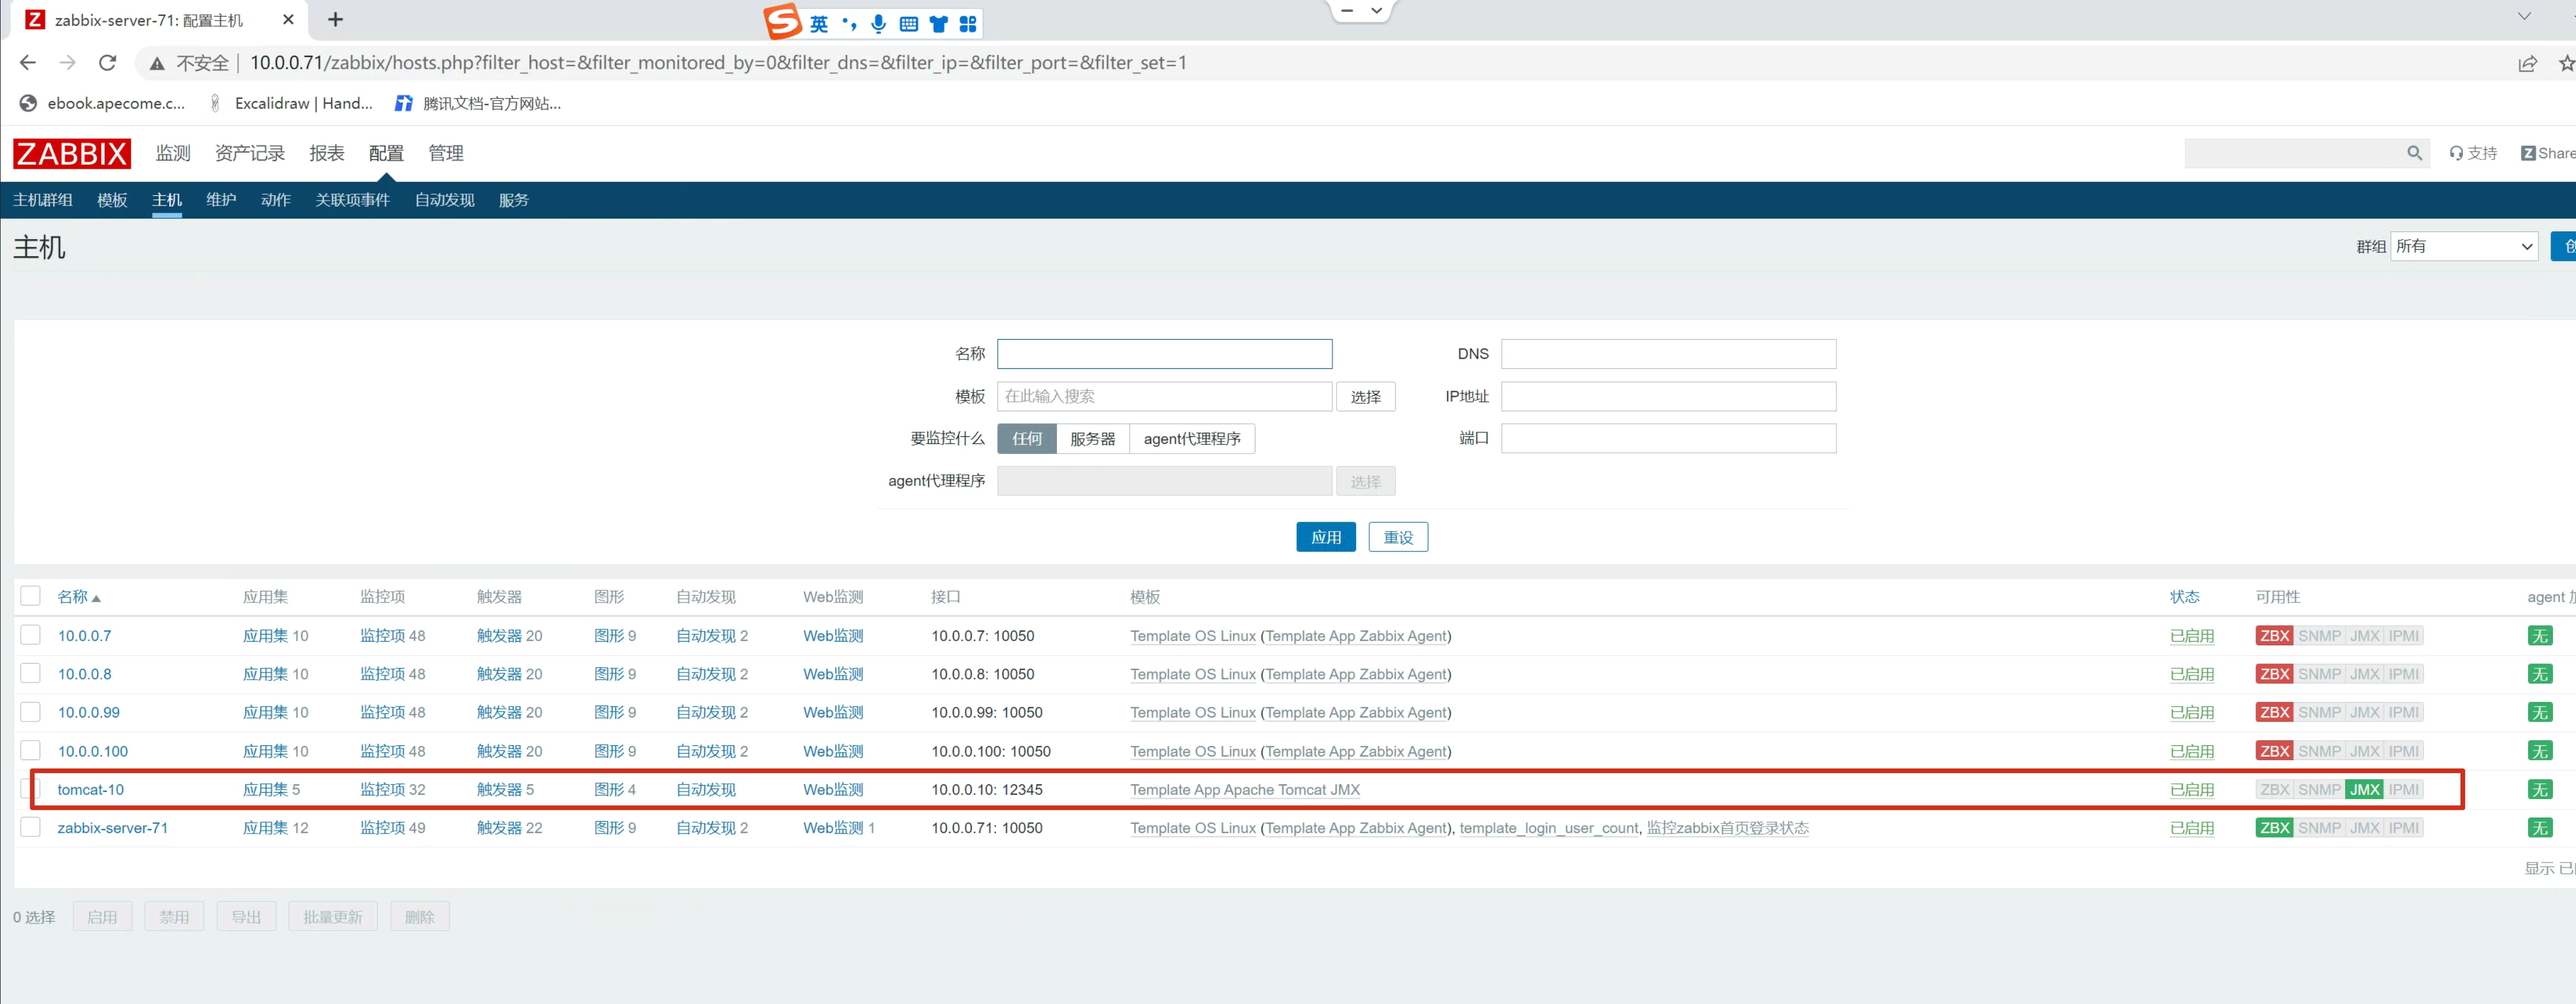 zabbix-server-71: 配置主机
英
不安全 10.0.0.71/zabbix/hosts.php?filter_host=&filter_monitored_by=0&filter_dns=&filter_ip=&filter_port=&filter_set=1
ebook.apecome.c... Excalidraw | Hand... 腾讯文档-官方网站...
ZABBIX 监测 资产记录 报表 配置 管理 支持 Z Share
主机群组 模板 主机 维护 动作 关联项事件 自动发现 服务
主机 群组 所有
名称 DNS
模板 在此输入搜索 选择 IP地址
要监控什么 任何 服务器 agent代理程序 端口
agent代理程序 选择
应用 重设
名称▲ 应用集 监控项 触发器 图形 自动发现 Web监测 接口 模板 状态 可用性 agent
10.0.0.7 应用集 10 监控项 48 触发器 20 图形 9 自动发现 2 Web监测 10.0.0.7: 10050 Template OS Linux (Template App Zabbix Agent) 已启用 ZBX SNMP JMX IPMI 无
10.0.0.8 应用集 10 监控项 48 触发器 20 图形 9 自动发现 2 Web监测 10.0.0.8: 10050 Template OS Linux (Template App Zabbix Agent) 已启用 ZBX SNMP JMX IPMI 无
10.0.0.99 应用集 10 监控项 48 触发器 20 图形 9 自动发现 2 Web监测 10.0.0.99: 10050 Template OS Linux (Template App Zabbix Agent) 已启用 ZBX SNMP JMX IPMI 无
10.0.0.100 应用集 10 监控项 48 触发器 20 图形 9 自动发现 2 Web监测 10.0.0.100: 10050 Template OS Linux (Template App Zabbix Agent) 已启用 ZBX SNMP JMX IPMI 无
tomcat-10 应用集 5 监控项 32 触发器 5 图形 4 自动发现 Web监测 10.0.0.10: 12345 Template App Apache Tomcat JMX 已启用 ZBX SNMP JMX IPMI 无
zabbix-server-71 应用集 12 监控项 49 触发器 22 图形 9 自动发现 2 Web监测 1 10.0.0.71: 10050 Template OS Linux (Template App Zabbix Agent), template_login_user_count, 监控zabbix首页登录状态 已启用 ZBX SNMP JMX IPMI 无
显示 已
0 选择 启用 禁用 导出 批量更新 删除